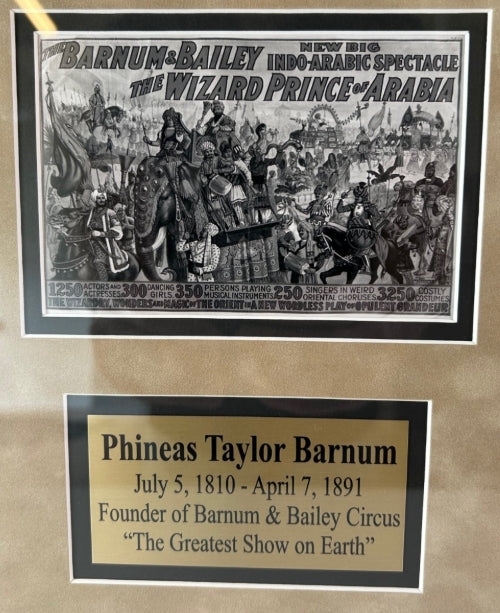 THE BARNUM & BAILEY NEW BIG INDO-ARABIC SPECTACLE
THE WIZARD PRINCE OF ARABIA
1250 ACTORS AND ACTRESSES 300 DANCING GIRLS 350 PERSONS PLAYING MUSICAL INSTRUMENTS 250 SINGERS IN WEIRD ORIENTAL CHORUSES 3250 COSTLY COSTUMES
THE WIZARDRY, WONDERS AND MAGIC OF THE ORIENT IN A NEW WORDLESS PLAY OF OPULENT GRANDEUR
Phineas Taylor Barnum
July 5, 1810 - April 7, 1891
Founder of Barnum & Bailey Circus
“The Greatest Show on Earth”